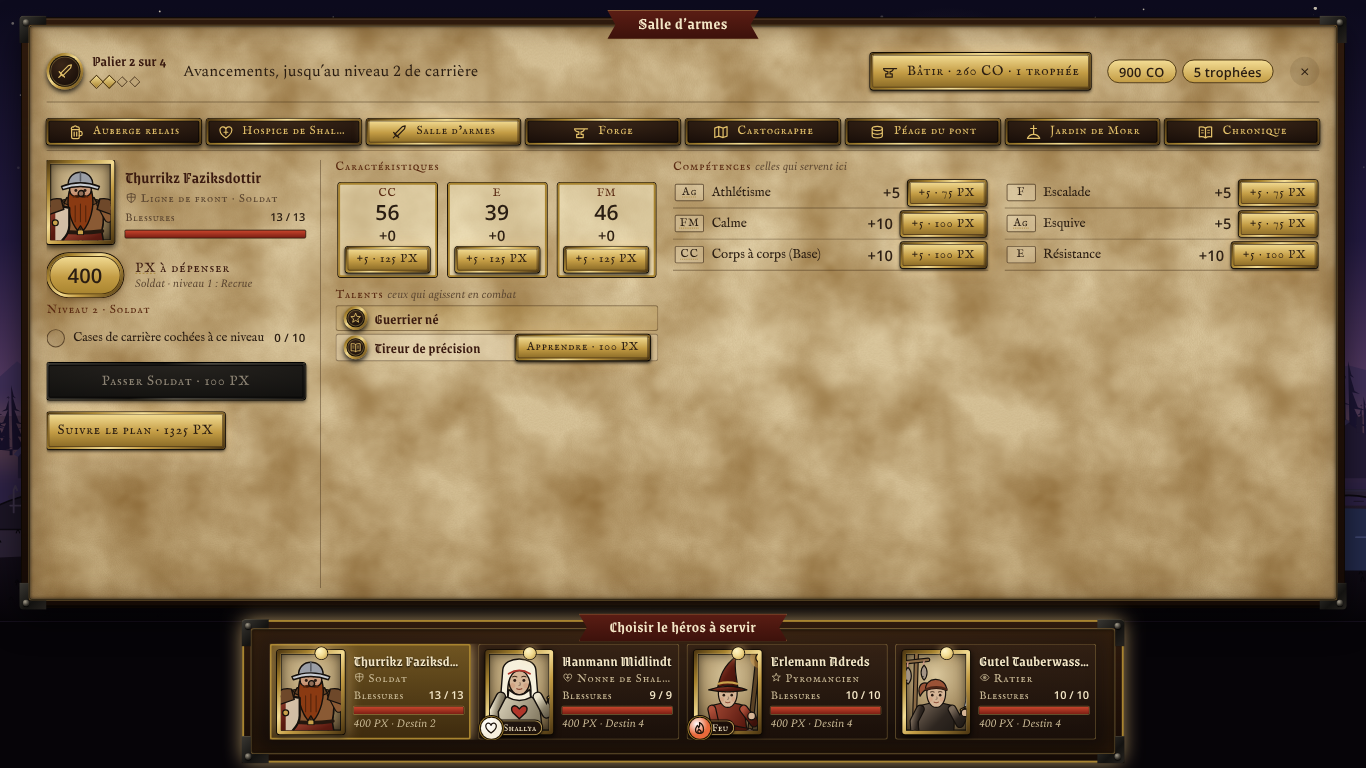 Salle d'armes
Palier 2 sur 4
Avancements, jusqu'au niveau 2 de carrière
Bâtir · 260 CO · 1 trophée
900 CO
5 trophées
×
Auberge relais
Hospice de Shal…
Salle d'armes
Forge
Cartographe
Péage du pont
Jardin de Morr
Chronique
Thurrikz Faziksdottir
Ligne de front · Soldat
Blessures 13 / 13
400
PX à dépenser
Soldat · niveau 1 : Recrue
Niveau 2 · Soldat
Cases de carrière cochées à ce niveau 0 / 10
Passer Soldat · 100 PX
Suivre le plan · 1325 PX
Caractéristiques
CC
56
+0
+5 · 125 PX
E
39
+0
+5 · 125 PX
FM
46
+0
+5 · 125 PX
Talents ceux qui agissent en combat
Guerrier né
Tireur de précision
Apprendre · 100 PX
Compétences celles qui servent ici
Ag Athlétisme +5 +5 · 75 PX
F Escalade +5 +5 · 75 PX
FM Calme +10 +5 · 100 PX
Ag Esquive +5 +5 · 75 PX
CC Corps à corps (Base) +10 +5 · 100 PX
E Résistance +10 +5 · 100 PX
Choisir le héros à servir
Thurrikz Faziksd…
Soldat
Blessures 13 / 13
400 PX · Destin 2
Hanmann Midlindt
Nonne de Shal…
Blessures 9 / 9
400 PX · Destin 4
Shallya
Erlemann Adreds
Pyromancien
Blessures 10 / 10
400 PX · Destin 4
Feu
Gutel Tauberwass…
Ratier
Blessures 10 / 10
400 PX · Destin 4